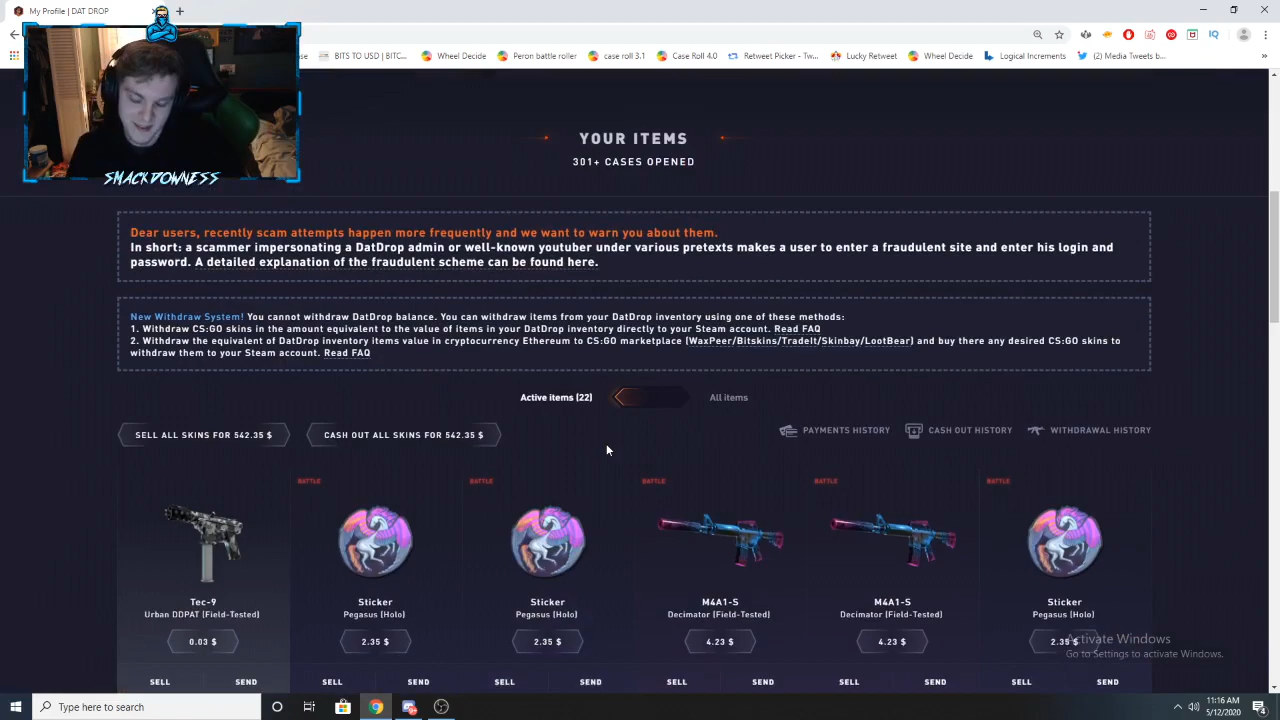 My Profile | DAT DROP
BITS TO USD | BITC...
Wheel Decide
Peron battle roller
case roll 3.1
Case Roll 4.0
Retweet Picker - Tw...
Lucky Retweet
Wheel Decide
Logical Increments
(2) Media Tweets b...
IQ
SMACKDOWNESS
YOUR ITEMS
301+ CASES OPENED
Dear users, recently scam attempts happen more frequently and we want to warn you about them.
In short: a scammer impersonating a DatDrop admin or well-known youtuber under various pretexts makes a user to enter a fraudulent site and enter his login and
password. A detailed explanation of the fraudulent scheme can be found here.
New Withdraw System! You cannot withdraw DatDrop balance. You can withdraw items from your DatDrop inventory using one of these methods:
1. Withdraw CS:GO skins in the amount equivalent to the value of items in your DatDrop inventory directly to your Steam account. Read FAQ
2. Withdraw the equivalent of DatDrop inventory items value in cryptocurrency Ethereum to CS:GO marketplace (WaxPeer/Bitskins/TradeIt/Skinbay/LootBear) and buy there any desired CS:GO skins to
withdraw them to your Steam account. Read FAQ
Active items (22)
All items
SELL ALL SKINS FOR 542.35 $
CASH OUT ALL SKINS FOR 542.35 $
PAYMENTS HISTORY
CASH OUT HISTORY
WITHDRAWAL HISTORY
BATTLE
BATTLE
BATTLE
BATTLE
BATTLE
Tec-9
Sticker
Sticker
M4A1-S
M4A1-S
Sticker
Urban DDPAT (Field-Tested)
Pegasus (Holo)
Pegasus (Holo)
Decimator (Field-Tested)
Decimator (Field-Tested)
Pegasus (Holo)
0.03 $
2.35 $
2.35 $
4.23 $
4.23 $
2.35 $
Activate Windows
Go to Settings to activate Windows.
SELL
SEND
SELL
SEND
SELL
SEND
SELL
SEND
SELL
SEND
SELL
SEND
Type here to search
11:16 AM
5/12/2020
4